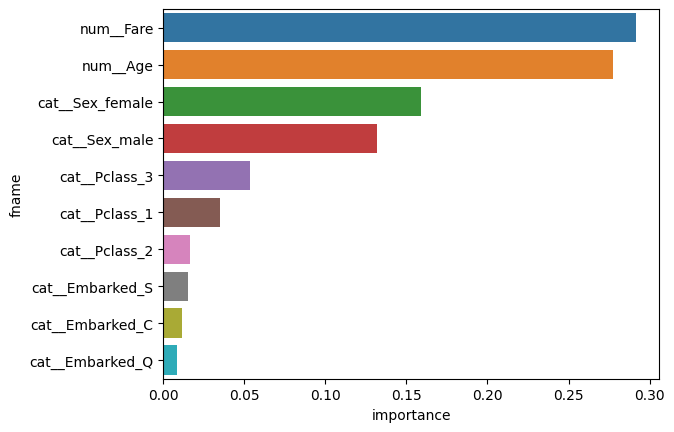 num__Fare
num__Age
cat__Sex_female
cat__Sex_male
cat__Pclass_3
cat__Pclass_1
cat__Pclass_2
cat__Embarked_S
cat__Embarked_C
cat__Embarked_Q
fname
0.00 0.05 0.10 0.15 0.20 0.25 0.30
importance